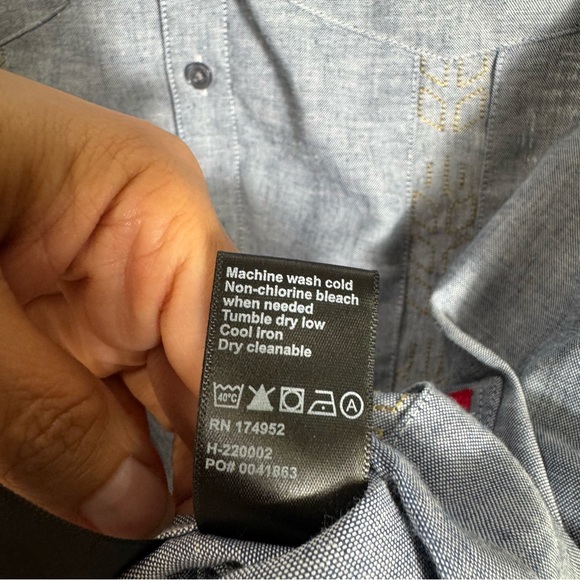 Machine wash cold
Non-chlorine bleach
when needed
Tumble dry low
Cool iron
Dry cleanable
40°C A
RN 174952
H-220002
PO# 0041863